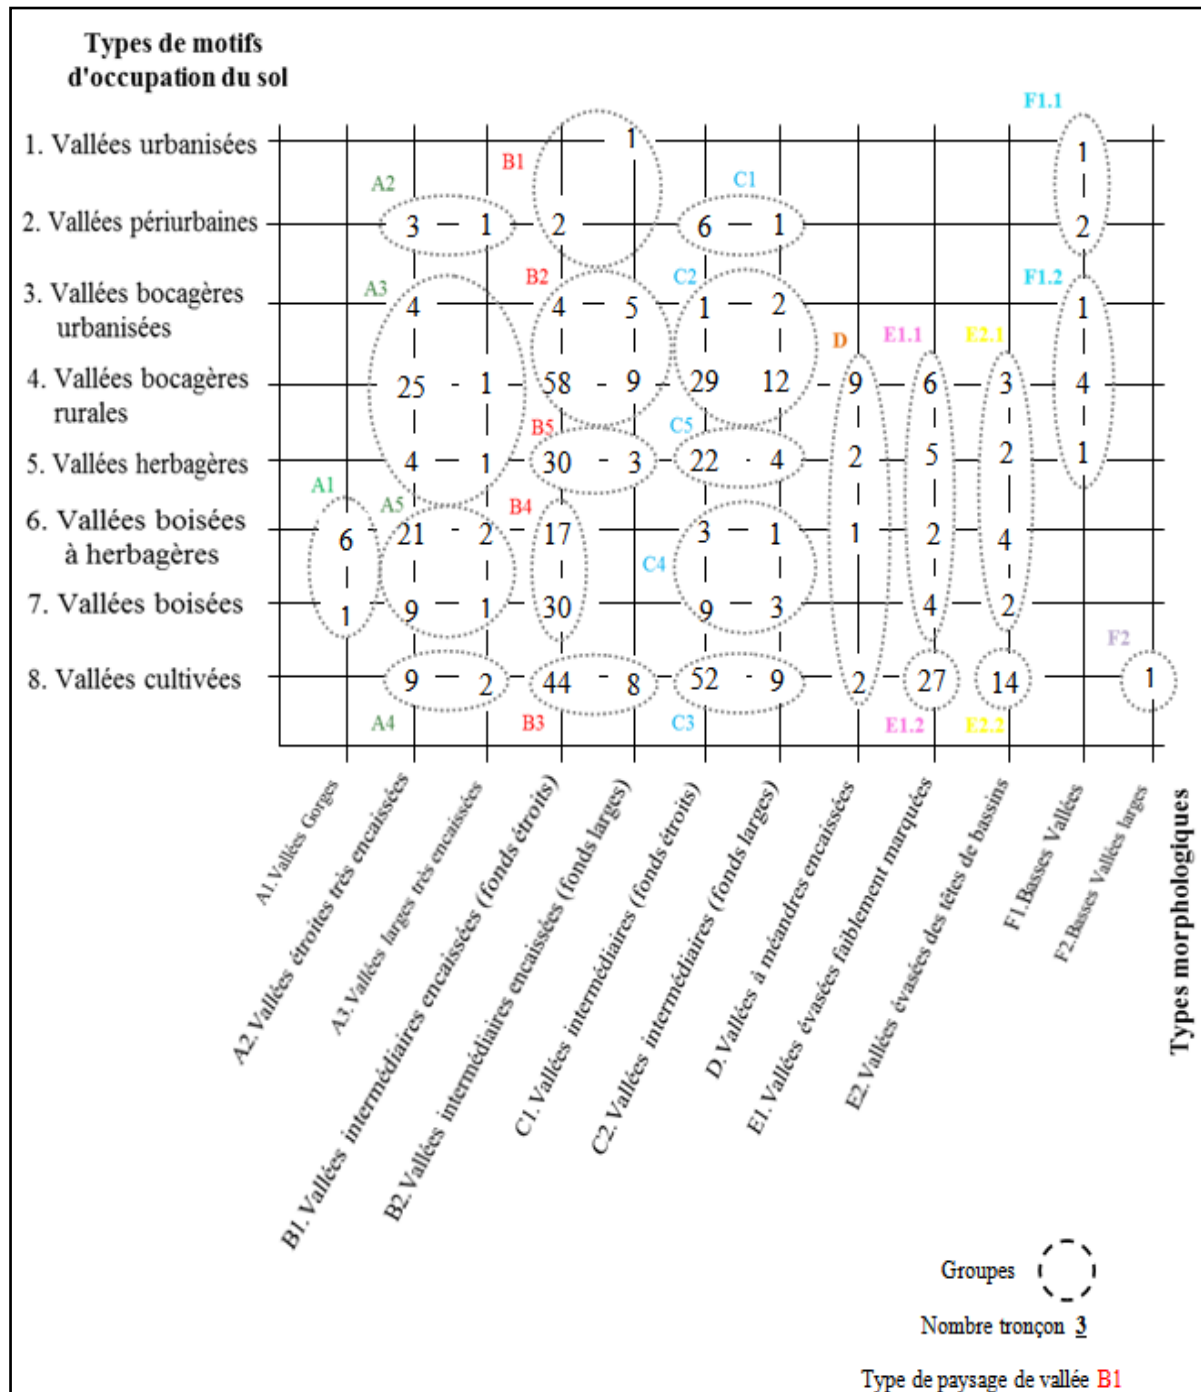 Types de motifs
d'occupation du sol
F1.1
1. Vallées urbanisées
1
1
B1
A2
C1
2. Vallées périurbaines
3
1
2
6
1
2
A3
B2
C2
F1.2
3. Vallées bocagères
urbanisées
4
4
5
1
2
1
D
E1.1
E2.1
4. Vallées bocagères
rurales
25
1
58
9
29
12
9
6
3
4
B5
C5
5. Vallées herbagères
4
1
30
3
22
4
2
5
2
1
A1
A5
B4
6. Vallées boisées
à herbagères
6
21
2
17
3
1
1
2
4
C4
7. Vallées boisées
1
9
1
30
9
3
4
2
F2
8. Vallées cultivées
9
2
44
8
52
9
2
27
14
1
A4
B3
C3
E1.2
E2.2
A1.Vallées Gorges
A2.Vallées étroites très encaissées
A3.Vallées larges très encaissées
B1.Vallées intermédiaires encaissées (fonds étroits)
B2.Vallées intermédiaires encaissées (fonds larges)
C1.Vallées intermédiaires (fonds étroits)
C2.Vallées intermédiaires (fonds larges)
D.Vallées à méandres encaissées
E1.Vallées évasées faiblement marquées
E2.Vallées évasées des têtes de bassins
F1.Basses Vallées
F2.Basses Vallées larges
Types morphologiques
Groupes
Nombre tronçon 3
Type de paysage de vallée B1